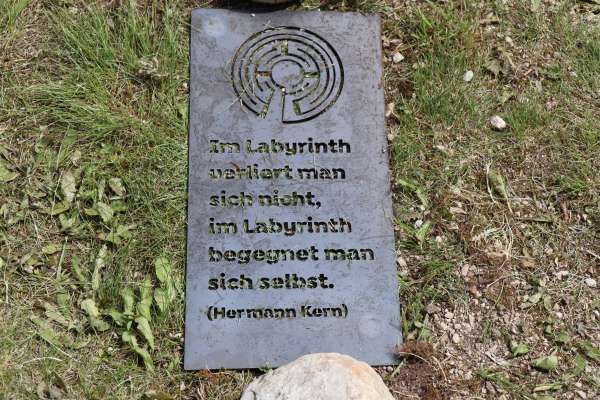 Im Labyrinth
verliert man
sich nicht,
im Labyrinth
begegnet man
sich selbst.
(Hermann Kern)